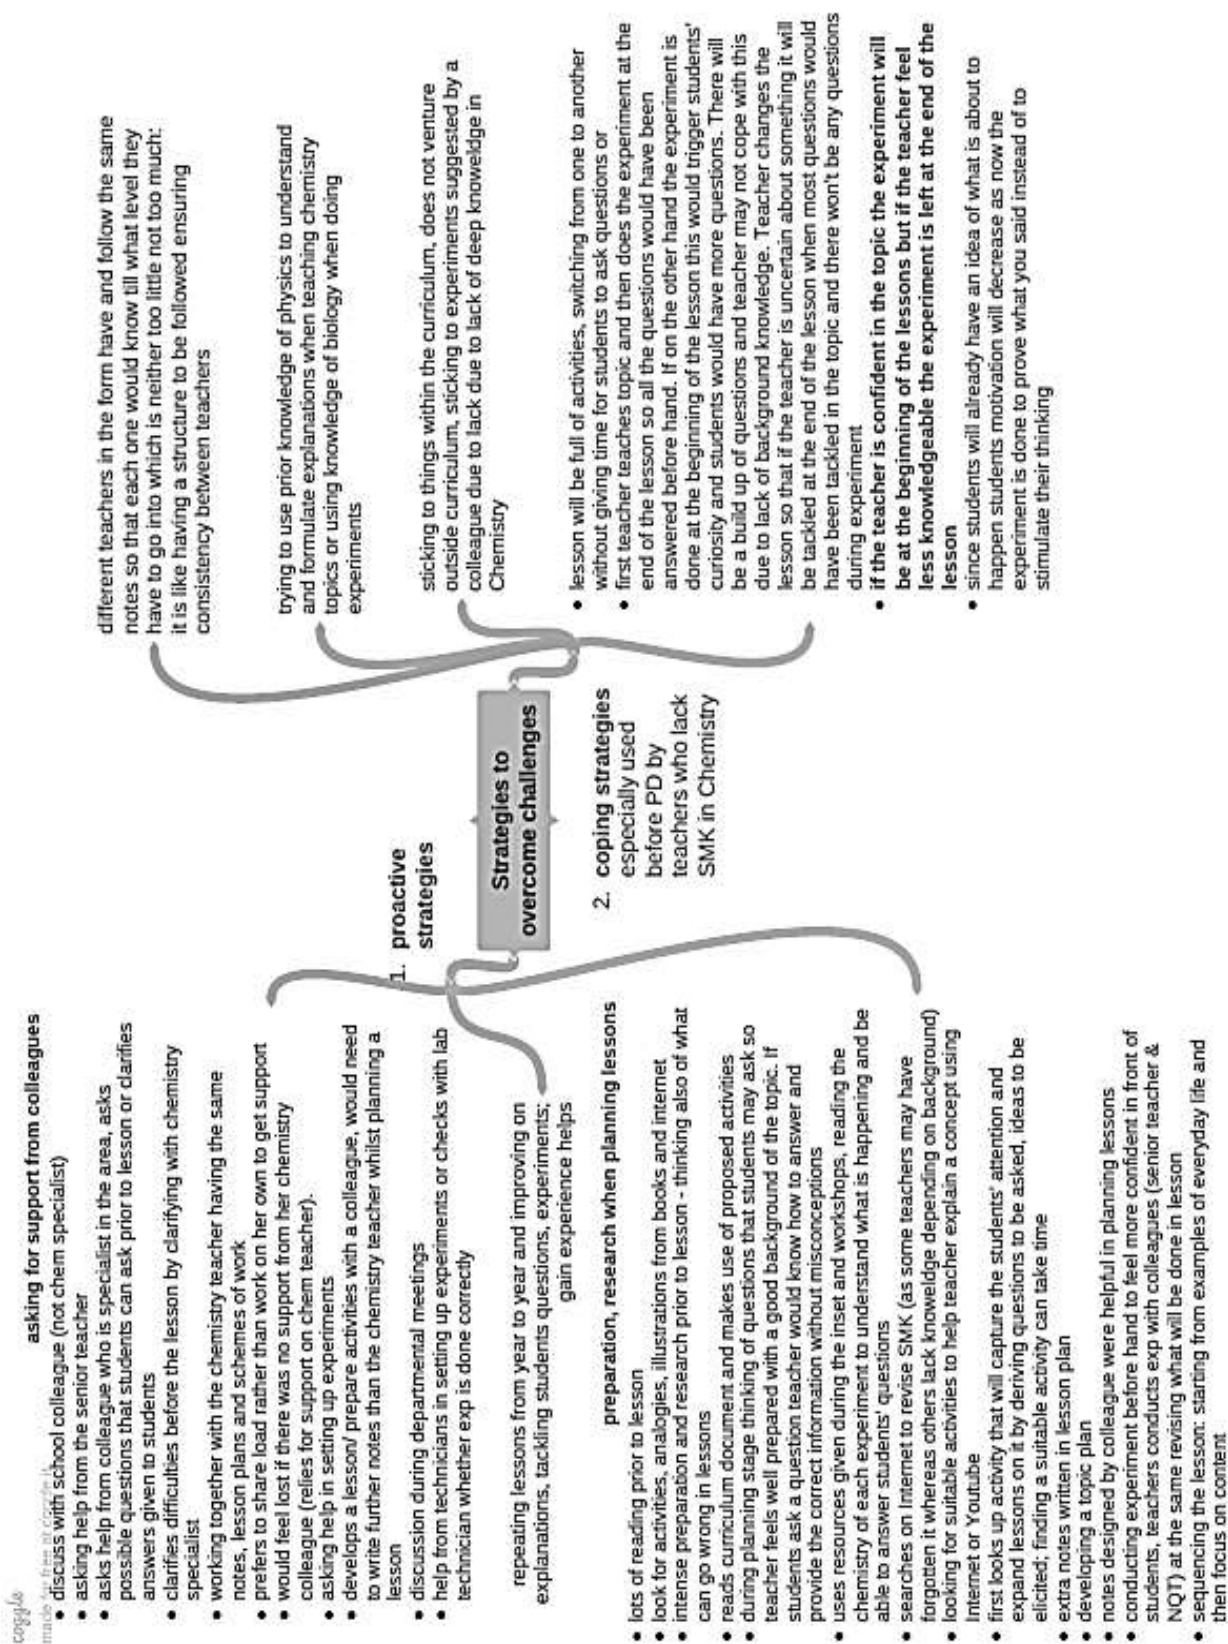 coggle
made for free at coggle.it
asking for support from colleagues
• discuss with school colleague (not chem specialist)
• asking help from the senior teacher
• asks help from colleague who is specialist in the area, asks
possible questions that students can ask prior to lesson or clarifies
answers given to students
• clarifies difficulties before the lesson by clarifying with chemistry
specialist
• working together with the chemistry teacher having the same
notes, lesson plans and schemes of work
• prefers to share load rather than work on her own to get support
• would feel lost if there was no support from her chemistry
colleague (relies for support on chem teacher).
• asking help in setting up experiments
• develops a lesson/ prepare activities with a colleague, would need
to write further notes than the chemistry teacher whilst planning a
lesson
• discussion during departmental meetings
• help from technicians in setting up experiments or checks with lab
technician whether exp is done correctly
repeating lessons from year to year and improving on
explanations, tackling students questions, experiments;
gain experience helps
preparation, research when planning lessons
• lots of reading prior to lesson
• look for activities, analogies, illustrations from books and internet
• intense preparation and research prior to lesson - thinking also of what
can go wrong in lessons
• reads curriculum document and makes use of proposed activities
• during planning stage thinking of questions that students may ask so
teacher feels well prepared with a good background of the topic. If
students ask a question teacher would know how to answer and
provide the correct information without misconceptions
• uses resources given during the inset and workshops, reading the
chemistry of each experiment to understand what is happening and be
able to answer students' questions
• searches on Internet to revise SMK (as some teachers may have
forgotten it whereas others lack knoweldge depending on background)
• looking for suitable activities to help teacher explain a concept using
Internet or Youtube
• first looks up activity that will capture the students' attention and
expand lessons on it by deriving questions to be asked, ideas to be
elicited; finding a suitable activity can take time
• extra notes written in lesson plan
• developing a topic plan
• notes designed by colleague were helpful in planning lessons
• conducting experiment before hand to feel more confident in front of
students, teachers conducts exp with colleagues (senior teacher &
NQT) at the same revising what will be done in lesson
• sequencing the lesson: starting from examples of everyday life and
then focus on content
1. proactive
strategies
Strategies to
overcome challenges
2. coping strategies
especially used
before PD by
teachers who lack
SMK in Chemistry
different teachers in the form have and follow the same
notes so that each one would know till what level they
have to go into which is neither too little not too much:
it is like having a structure to be followed ensuring
consistency between teachers
trying to use prior knowledge of physics to understand
and formulate explanations when teaching chemistry
topics or using knowledge of biology when doing
experiments
sticking to things within the curriculum, does not venture
outside curriculum, sticking to experiments suggested by a
colleague due to lack due to lack of deep knoweldge in
Chemistry
• lesson will be full of activities, switching from one to another
without giving time for students to ask questions or
• first teacher teaches topic and then does the experiment at the
end of the lesson so all the questions would have been
answered before hand. If on the other hand the experiment is
done at the beginning of the lesson this would trigger students'
curiosity and students would have more questions. There will
be a build up of questions and teacher may not cope with this
due to lack of background knowledge. Teacher changes the
lesson so that if the teacher is uncertain about something it will
be tackled at the end of the lesson when most questions would
have been tackled in the topic and there won't be any questions
during experiment
• if the teacher is confident in the topic the experiment will
be at the beginning of the lessons but if the teacher feel
less knowledgeable the experiment is left at the end of the
lesson
• since students will already have an idea of what is about to
happen students motivation will decrease as now the
experiment is done to prove what you said instead of to
stimulate their thinking